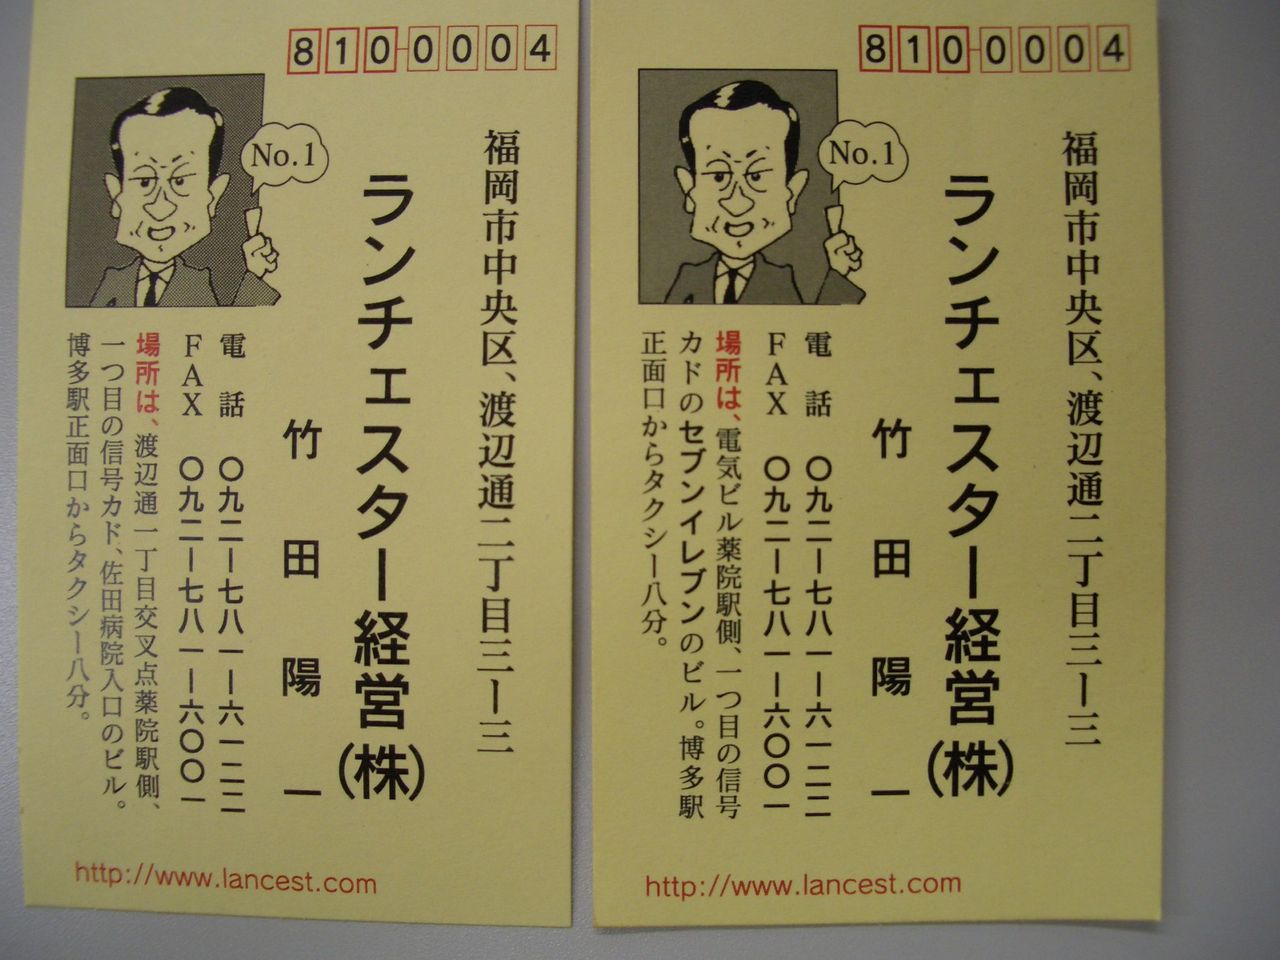 810-0004
福岡市中央区、渡辺通二丁目三ー三
ランチェスター経営(株)
竹田陽一
No.1
電話 〇九二ー七八一ー六一二二
FAX 〇九二ー七八一ー六〇〇一
場所は、渡辺通一丁目交叉点薬院駅側、
一つ目の信号カド、佐田病院入口のビル。
博多駅正面口からタクシー八分。
http://www.lancest.com
810-0004
福岡市中央区、渡辺通二丁目三ー三
ランチェスター経営(株)
竹田陽一
No.1
電話 〇九二ー七八一ー六一二二
FAX 〇九二ー七八一ー六〇〇一
場所は、電気ビル薬院駅側、一つ目の信号
カドのセブンイレブンのビル。博多駅
正面口からタクシー八分。
http://www.lancest.com